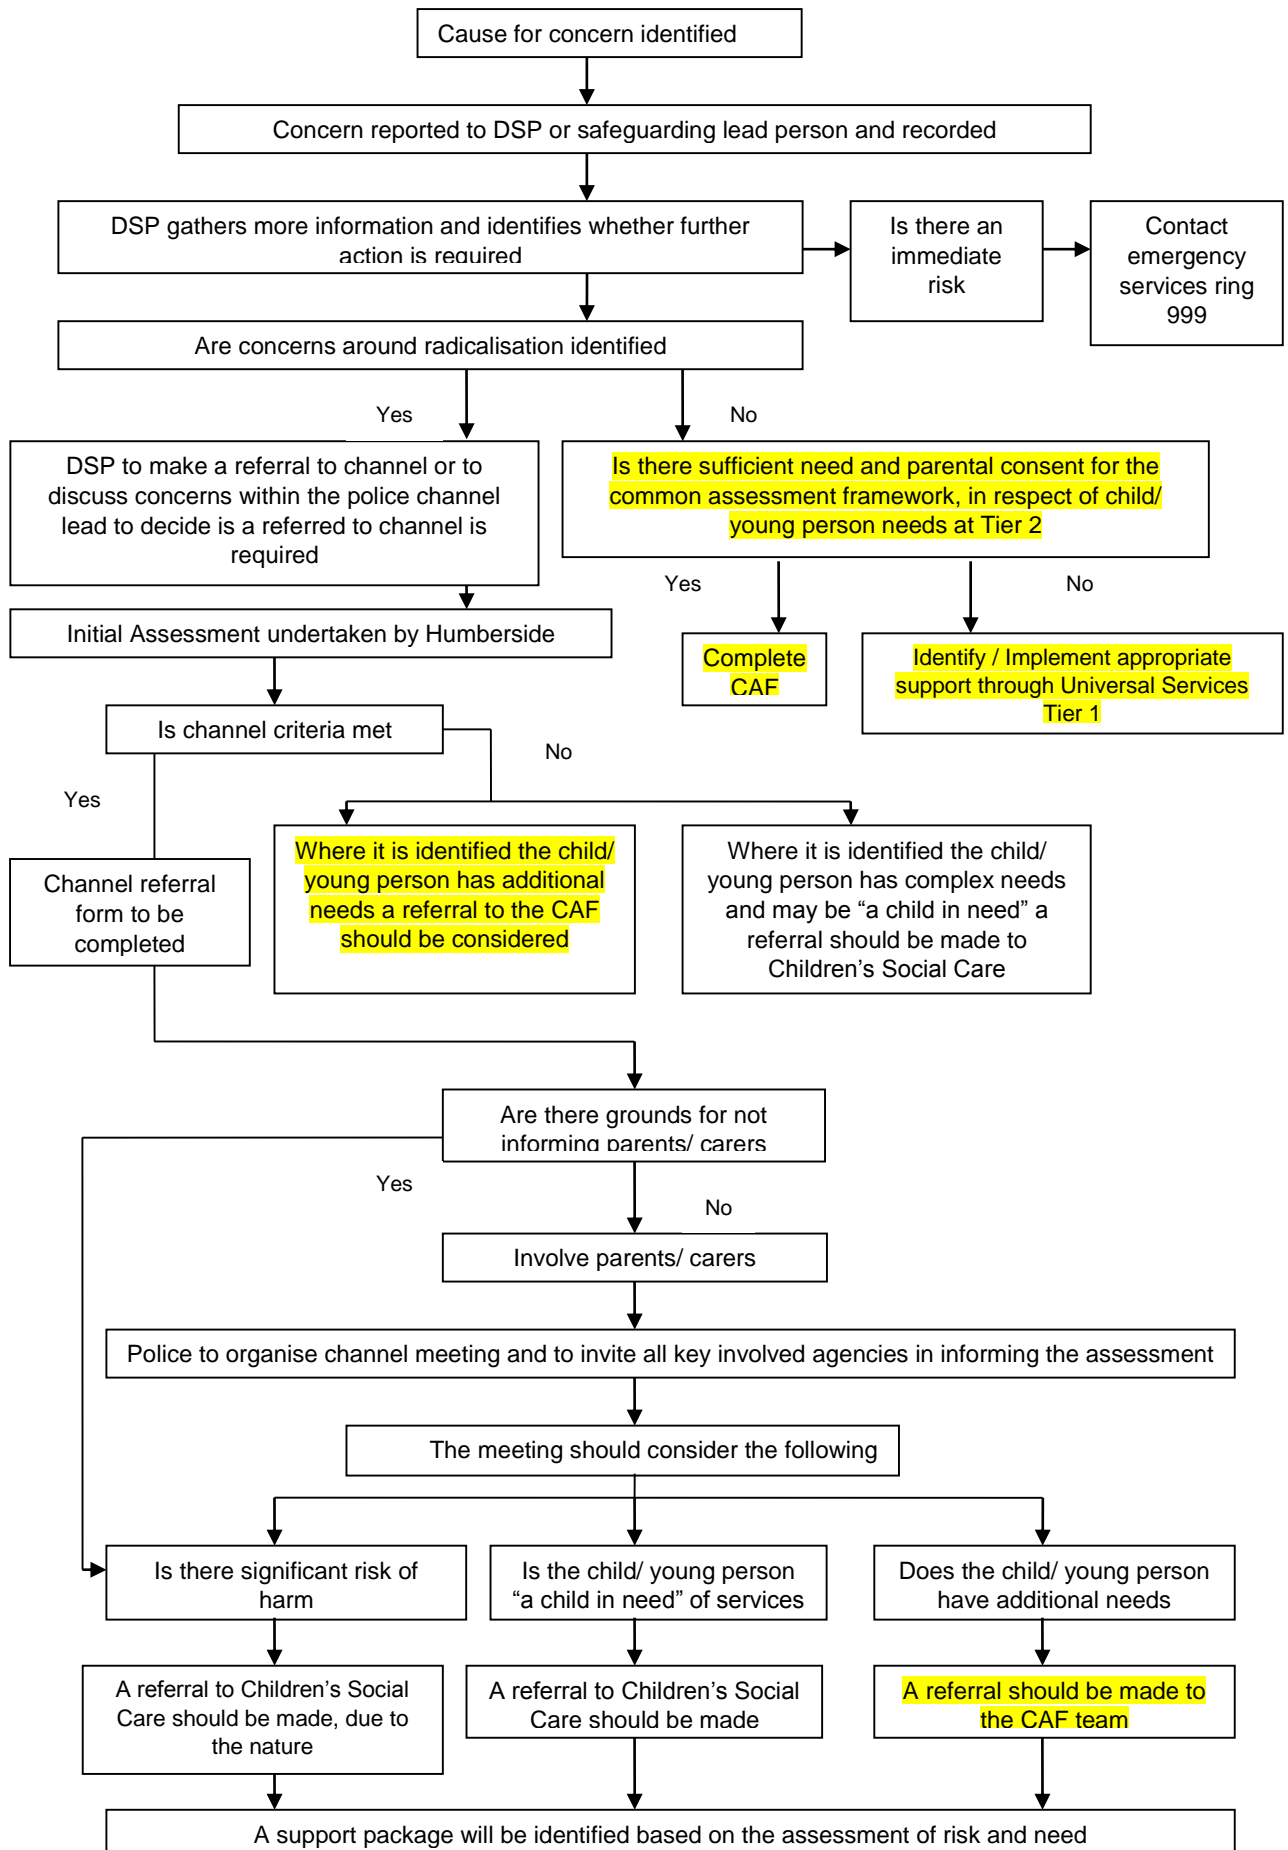 Cause for concern identified
Concern reported to DSP or safeguarding lead person and recorded
DSP gathers more information and identifies whether further
action is required
Is there an
immediate
risk
Contact
emergency
services ring
999
Are concerns around radicalisation identified
Yes
No
DSP to make a referral to channel or to
discuss concerns within the police channel
lead to decide is a referred to channel is
required
Is there sufficient need and parental consent for the
common assessment framework, in respect of child/
young person needs at Tier 2
Yes
No
Initial Assessment undertaken by Humberside
Complete
CAF
Identify / Implement appropriate
support through Universal Services
Tier 1
Is channel criteria met
No
Yes
Channel referral
form to be
completed
Where it is identified the child/
young person has additional
needs a referral to the CAF
should be considered
Where it is identified the child/
young person has complex needs
and may be “a child in need” a
referral should be made to
Children’s Social Care
Are there grounds for not
informing parents/ carers
Yes
No
Involve parents/ carers
Police to organise channel meeting and to invite all key involved agencies in informing the assessment
The meeting should consider the following
Is there significant risk of
harm
Is the child/ young person
“a child in need” of services
Does the child/ young person
have additional needs
A referral to Children’s Social
Care should be made, due to
the nature
A referral to Children’s Social
Care should be made
A referral should be made to
the CAF team
A support package will be identified based on the assessment of risk and need